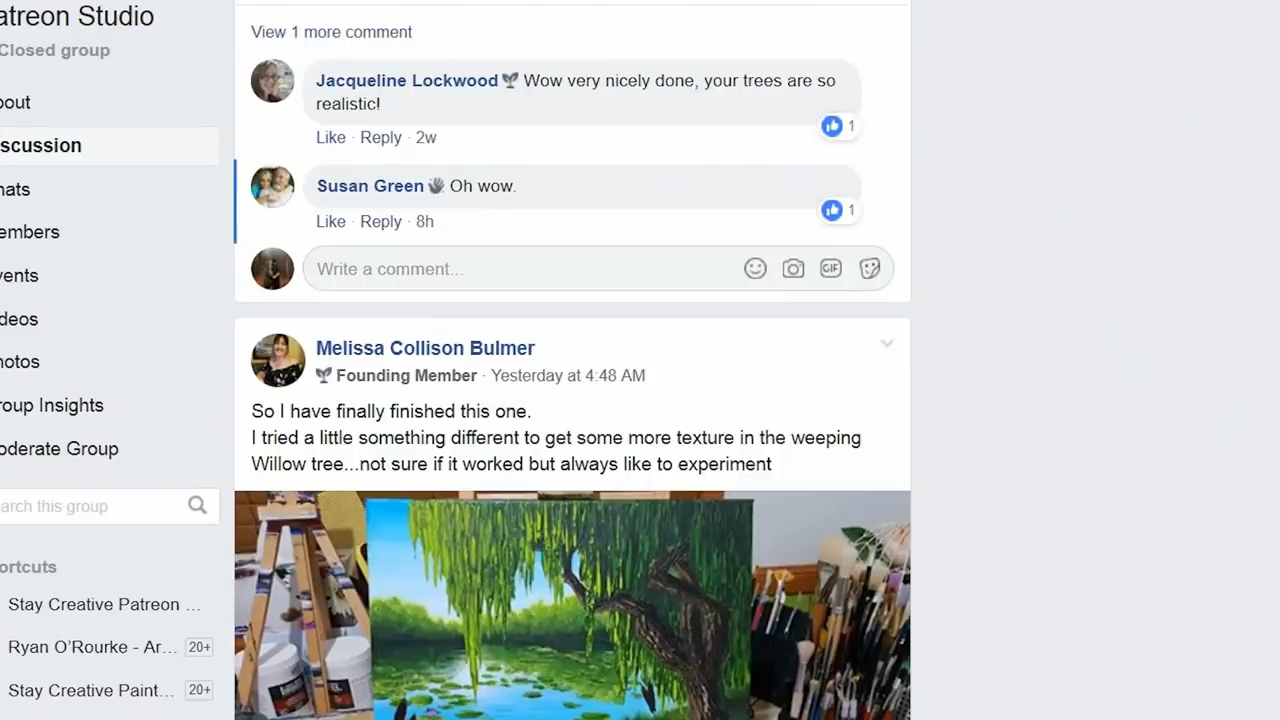 atreon Studio
Closed group
bout
scussion
hats
embers
vents
deos
hotos
roup Insights
oderate Group
arch this group
ortcuts
Stay Creative Patreon ...
Ryan O'Rourke - Ar... 20+
Stay Creative Paint... 20+
View 1 more comment
Jacqueline Lockwood Wow very nicely done, your trees are so
realistic!
1
Like · Reply · 2w
Susan Green Oh wow.
1
Like · Reply · 8h
Write a comment...
GIF
Melissa Collison Bulmer
Founding Member · Yesterday at 4:48 AM
So I have finally finished this one.
I tried a little something different to get some more texture in the weeping
Willow tree...not sure if it worked but always like to experiment